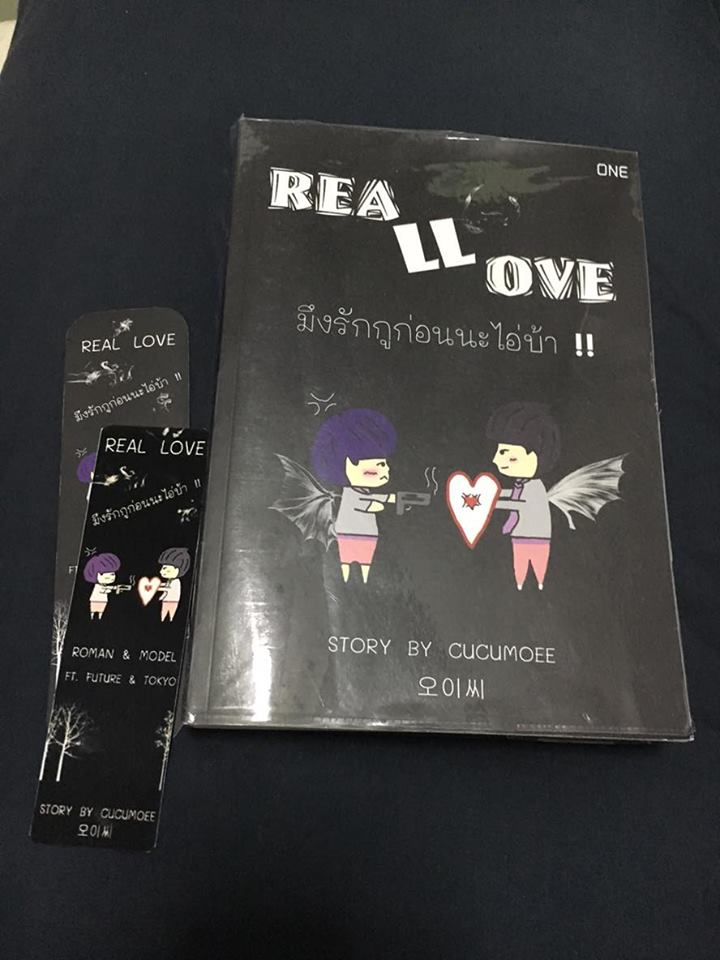 ONE
REA
LL
OVE
มึงรักกูก่อนนะไอ่บ้า !!
STORY BY CUCUMOEE
오이씨
REAL LOVE
มึงรักกูก่อนนะไอ่บ้า !!
REAL LOVE
มึงรักกูก่อนนะไอ่บ้า !!
ROMAN & MODEL
FT. FUTURE & TOKYO
STORY BY CUCUMOEE
오이씨